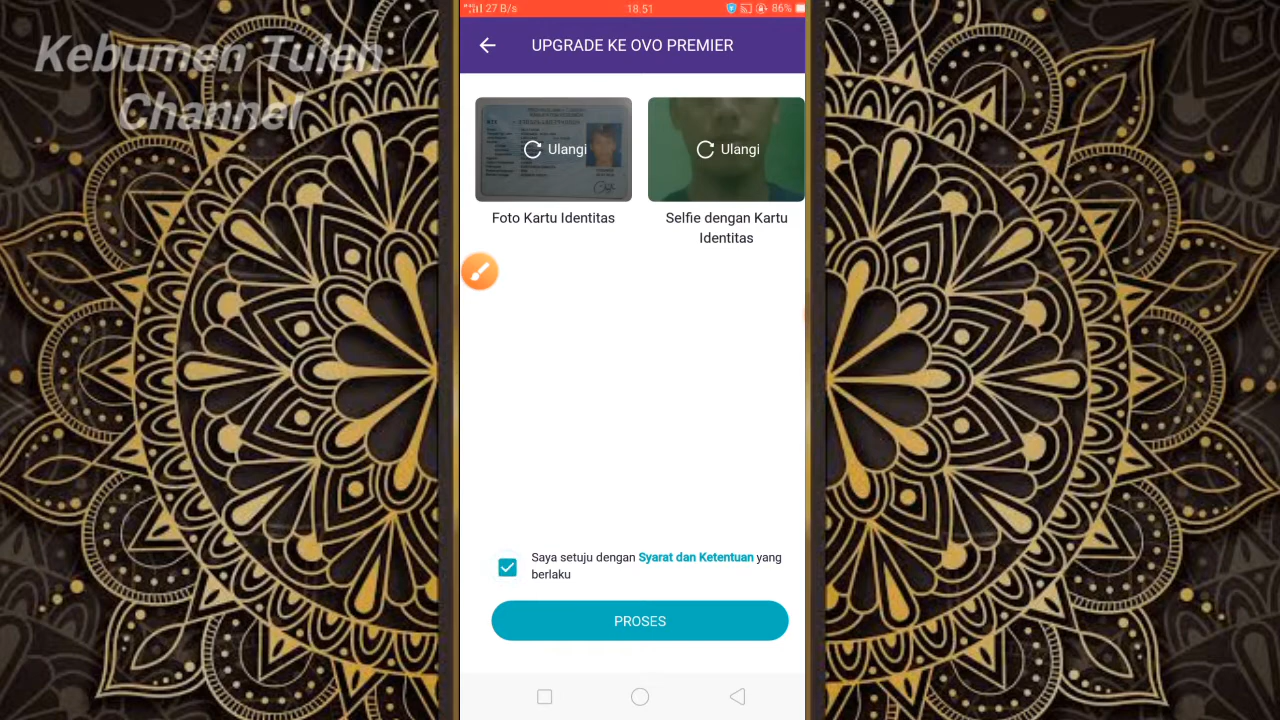 Kebumen Tuleh
Channel
27 B/s
18.51
86%
UPGRADE KE OVO PREMIER
Ulangi
Ulangi
Foto Kartu Identitas
Selfie dengan Kartu
Identitas
Saya setuju dengan Syarat dan Ketentuan yang
berlaku
PROSES